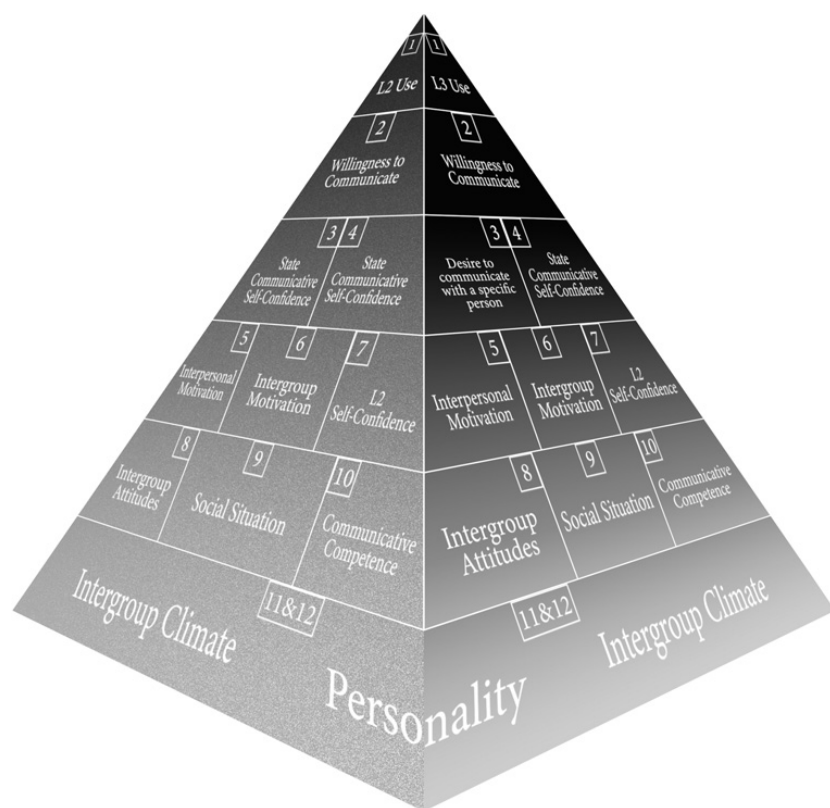 1
L2 Use
2
Willingness to
Communicate
3 4
State
Communicative
Self-Confidence
State
Communicative
Self-Confidence
5
Interpersonal
Motivation
6
Intergroup
Motivation
7
L2
Self-Confidence
8
Intergroup
Attitudes
9
Social Situation
10
Communicative
Competence
11&12
Intergroup Climate
1
L3 Use
2
Willingness to
Communicate
3 4
Desire to
communicate
with a specific
person
State
Communicative
Self-Confidence
5
Interpersonal
Motivation
6
Intergroup
Motivation
7
L2
Self-Confidence
8
Intergroup
Attitudes
9
Social Situation
10
Communicative
Competence
11&12
Intergroup Climate
Personality